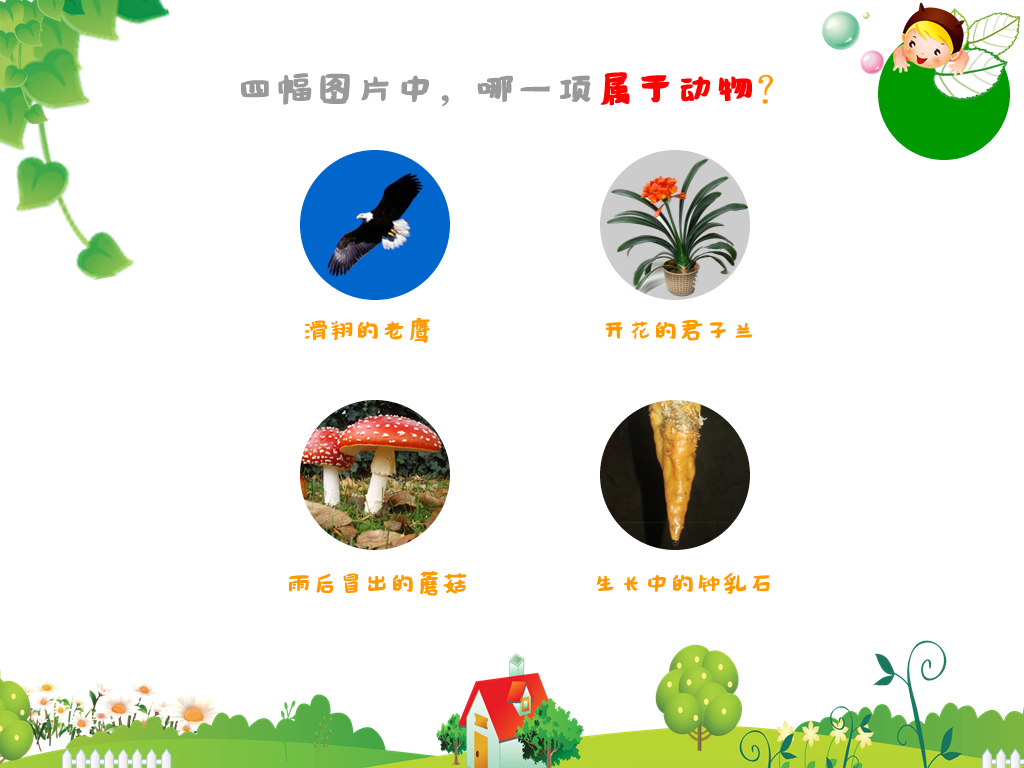 四幅图片中，哪一项属于动物？
滑翔的老鹰
开花的君子兰
雨后冒出的蘑菇
生长中的钟乳石